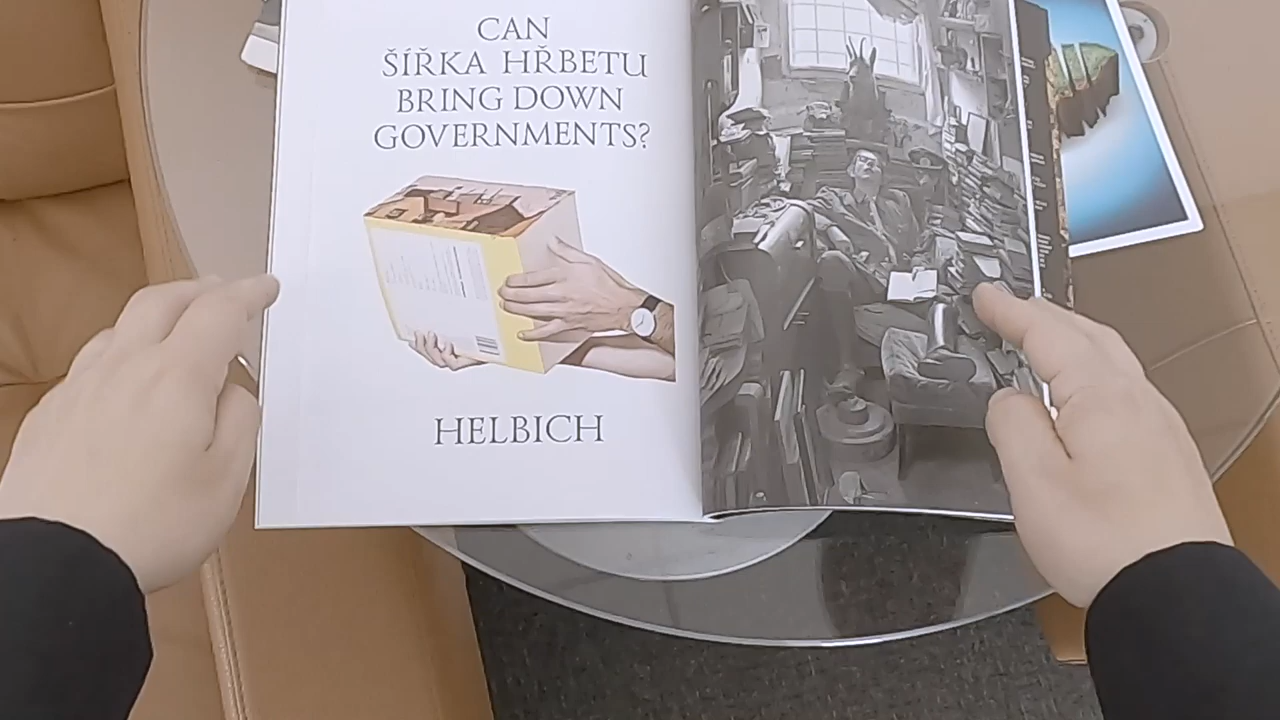 CAN
ŠÍŘKA HŘBETU
BRING DOWN
GOVERNMENTS?
HELBICH